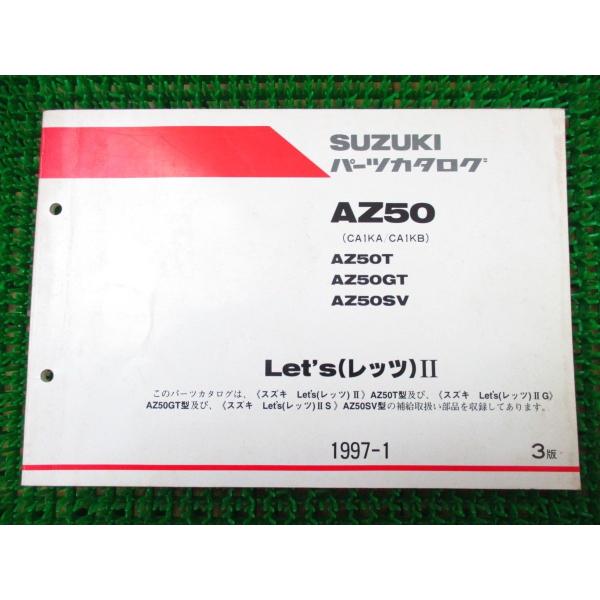 SUZUKI
パーツカタログ
AZ50
(CA1KA/CA1KB)
AZ50T
AZ50GT
AZ50SV
Let's(レッツ)II
このパーツカタログは、〈スズキ Let's(レッツ)II〉AZ50T型及び、〈スズキ Let's(レッツ)II G〉
AZ50GT型及び、〈スズキ Let's(レッツ)II S〉AZ50SV型の補給取扱い部品を収録してあります。
1997-1 3版